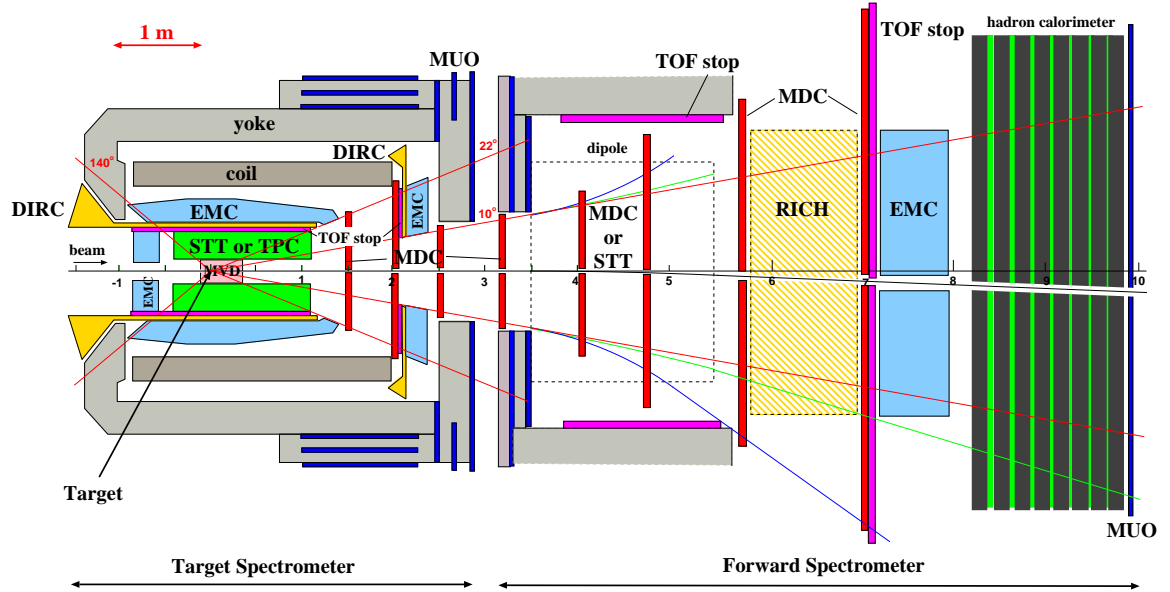 1 m
MUO
TOF stop
TOF stop
hadron calorimeter
MDC
yoke
22°
DIRC
140°
dipole
coil
DIRC
EMC
EMC
10°
MDC
or
STT
RICH
EMC
TOF stop
STT or TPC
beam
MDC
MVD
-1
1
2
3
4
5
6
7
8
9
10
EMC
Target
MUO
Target Spectrometer
Forward Spectrometer